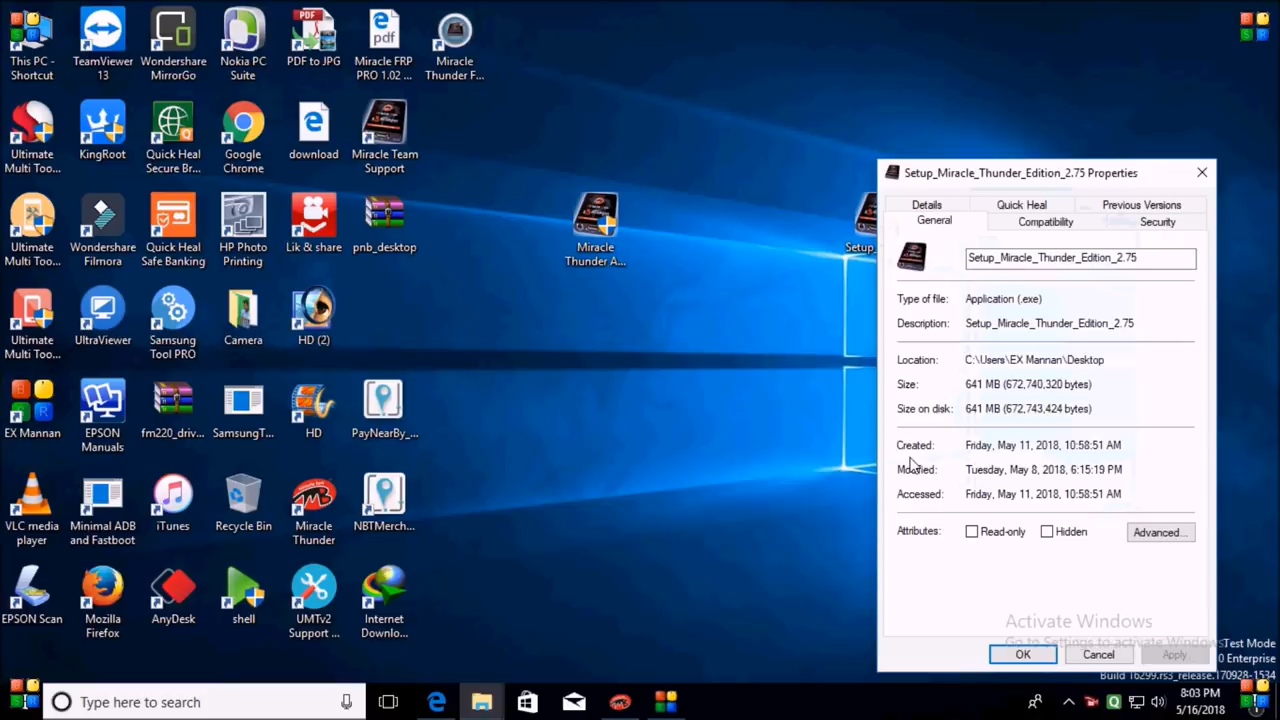 This PC -
Shortcut
TeamViewer
13
Wondershare
MirrorGo
Nokia PC
Suite
PDF
PDF to JPG
pdf
Miracle FRP
PRO 1.02 ...
Miracle
Thunder F...
Ultimate
Multi Too...
KingRoot
Quick Heal
Secure Br...
Google
Chrome
download
Miracle Team
Support
Ultimate
Multi Too...
Wondershare
Filmora
Quick Heal
Safe Banking
HP Photo
Printing
Lik & share
pnb_desktop
Miracle
Thunder A...
Setup_
Ultimate
Multi Too...
UltraViewer
Samsung
Tool PRO
Camera
HD (2)
EX Mannan
EPSON
Manuals
fm220_driv...
SamsungT...
HD
PayNearBy_...
VLC media
player
Minimal ADB
and Fastboot
iTunes
Recycle Bin
Miracle
Thunder
NBTMerch...
EPSON Scan
Mozilla
Firefox
AnyDesk
shell
UMTv2
Support ...
Internet
Downlo...
Setup_Miracle_Thunder_Edition_2.75 Properties
Details
Quick Heal
Previous Versions
General
Compatibility
Security
Setup_Miracle_Thunder_Edition_2.75
Type of file: Application (.exe)
Description: Setup_Miracle_Thunder_Edition_2.75
Location: C:\Users\EX Mannan\Desktop
Size: 641 MB (672,740,320 bytes)
Size on disk: 641 MB (672,743,424 bytes)
Created: Friday, May 11, 2018, 10:58:51 AM
Modified: Tuesday, May 8, 2018, 6:15:19 PM
Accessed: Friday, May 11, 2018, 10:58:51 AM
Attributes: Read-only Hidden Advanced...
Activate Windows
Go to Settings to activate Windows
Test Mode
0 Enterprise
Build 16299.rs3_release.170928-1534
OK Cancel Apply
Type here to search
8:03 PM
5/16/2018